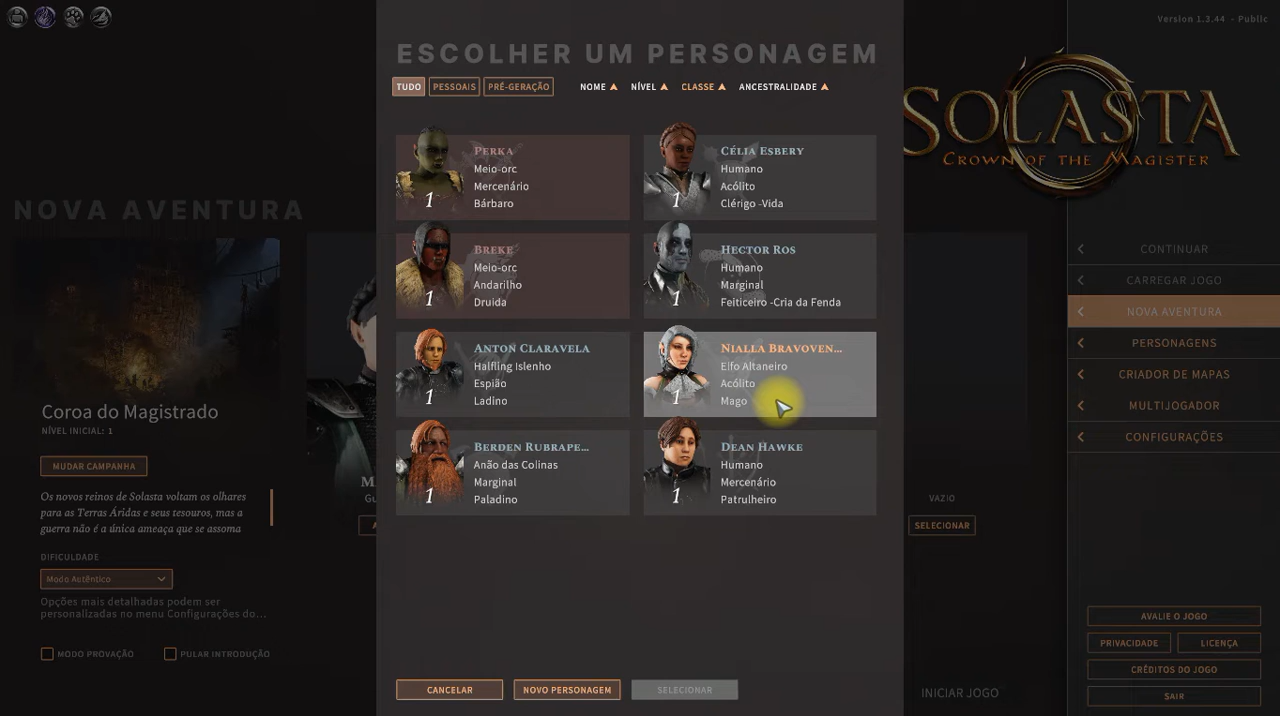 Version 1.3.44 - Public
ESCOLHER UM PERSONAGEM
TUDO
PESSOAIS
PRÉ-GERAÇÃO
NOME
NÍVEL
CLASSE
ANCESTRALIDADE
SOLASTA
CROWN OF THE MAGISTER
NOVA AVENTURA
PERKA
Meio-orc
Mercenário
Bárbaro
1
CÉLIA ESBERY
Humano
Acólito
Clérigo -Vida
1
BREKE
Meio-orc
Andarilho
Druida
1
HECTOR ROS
Humano
Marginal
Feiticeiro -Cria da Fenda
1
ANTON CLARAVELA
Halfling Islenho
Espião
Ladino
1
NIALLA BRAVOVEN...
Elfo Altaneiro
Acólito
Mago
1
BERDEN RUBRAPE...
Anão das Colinas
Marginal
Paladino
1
DEAN HAWKE
Humano
Mercenário
Patrulheiro
1
Coroa do Magistrado
NÍVEL INICIAL: 1
MUDAR CAMPANHA
Os novos reinos de Solasta voltam os olhares
para as Terras Áridas e seus tesouros, mas a
guerra não é a única ameaça que se assoma
DIFICULDADE
Modo Autêntico
Opções mais detalhadas podem ser
personalizadas no menu Configurações do...
MODO PROVAÇÃO
PULAR INTRODUÇÃO
CANCELAR
NOVO PERSONAGEM
SELECIONAR
VAZIO
SELECIONAR
INICIAR JOGO
CONTINUAR
CARREGAR JOGO
NOVA AVENTURA
PERSONAGENS
CRIADOR DE MAPAS
MULTIJOGADOR
CONFIGURAÇÕES
AVALIE O JOGO
PRIVACIDADE
LICENÇA
CRÉDITOS DO JOGO
SAIR